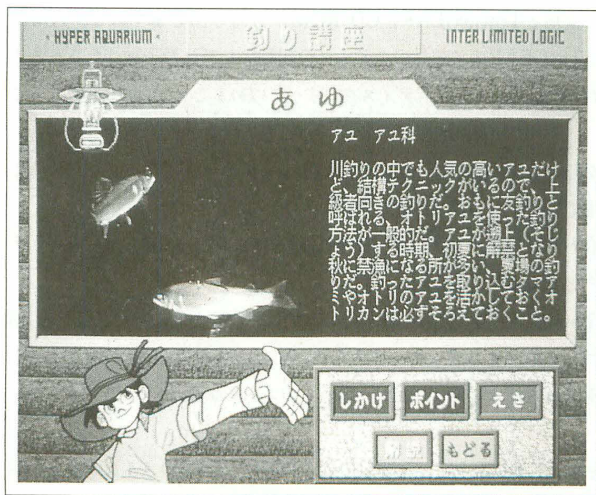 ・HYPER AQUARIUM・
釣り講座
INTER LIMITED LOGIC
あゆ
アユ アユ科
川釣りの中でも人気の高いアユだけ
ど、結構テクニックがいるので、上
級者向きの釣りだ。おもに友釣りと
呼ばれる、オトリアユを使った釣り
方法が一般的だ。アユが遡上(そじ
ょう)する時期、初夏に解禁となり
秋に禁漁になる所が多い、夏場の釣
りだ。釣ったアユを取り込むタマア
ミやオトリのアユを活かしておくオ
トリカンは必ずそろえておくこと。
しかけ
ポイント
えさ
もどる